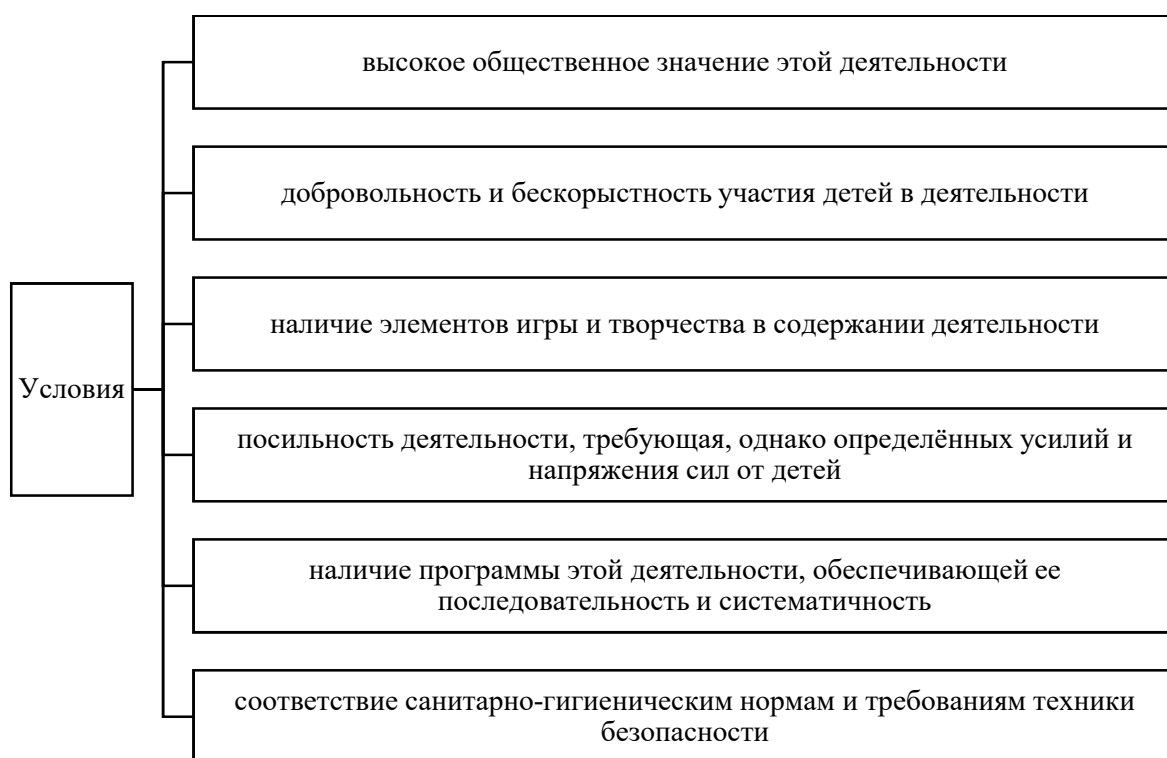 высокое общественное значение этой деятельности
добровольность и бескорыстность участия детей в деятельности
наличие элементов игры и творчества в содержании деятельности
Условия
посильность деятельности, требующая, однако определённых усилий и
напряжения сил от детей
наличие программы этой деятельности, обеспечивающей ее
последовательность и систематичность
соответствие санитарно-гигиеническим нормам и требованиям техники
безопасности